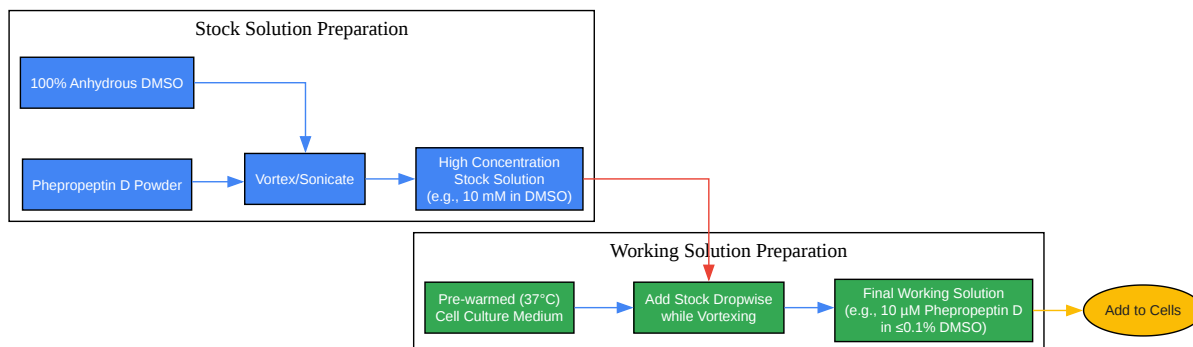 Stock Solution Preparation
100% Anhydrous DMSO
Phepropeptin D Powder
Vortex/Sonicate
High Concentration
Stock Solution
(e.g., 10 mM in DMSO)
Working Solution Preparation
Pre-warmed (37°C)
Cell Culture Medium
Add Stock Dropwise
while Vortexing
Final Working Solution
(e.g., 10 µM Phepropeptin D
in ≤0.1% DMSO)
Add to Cells